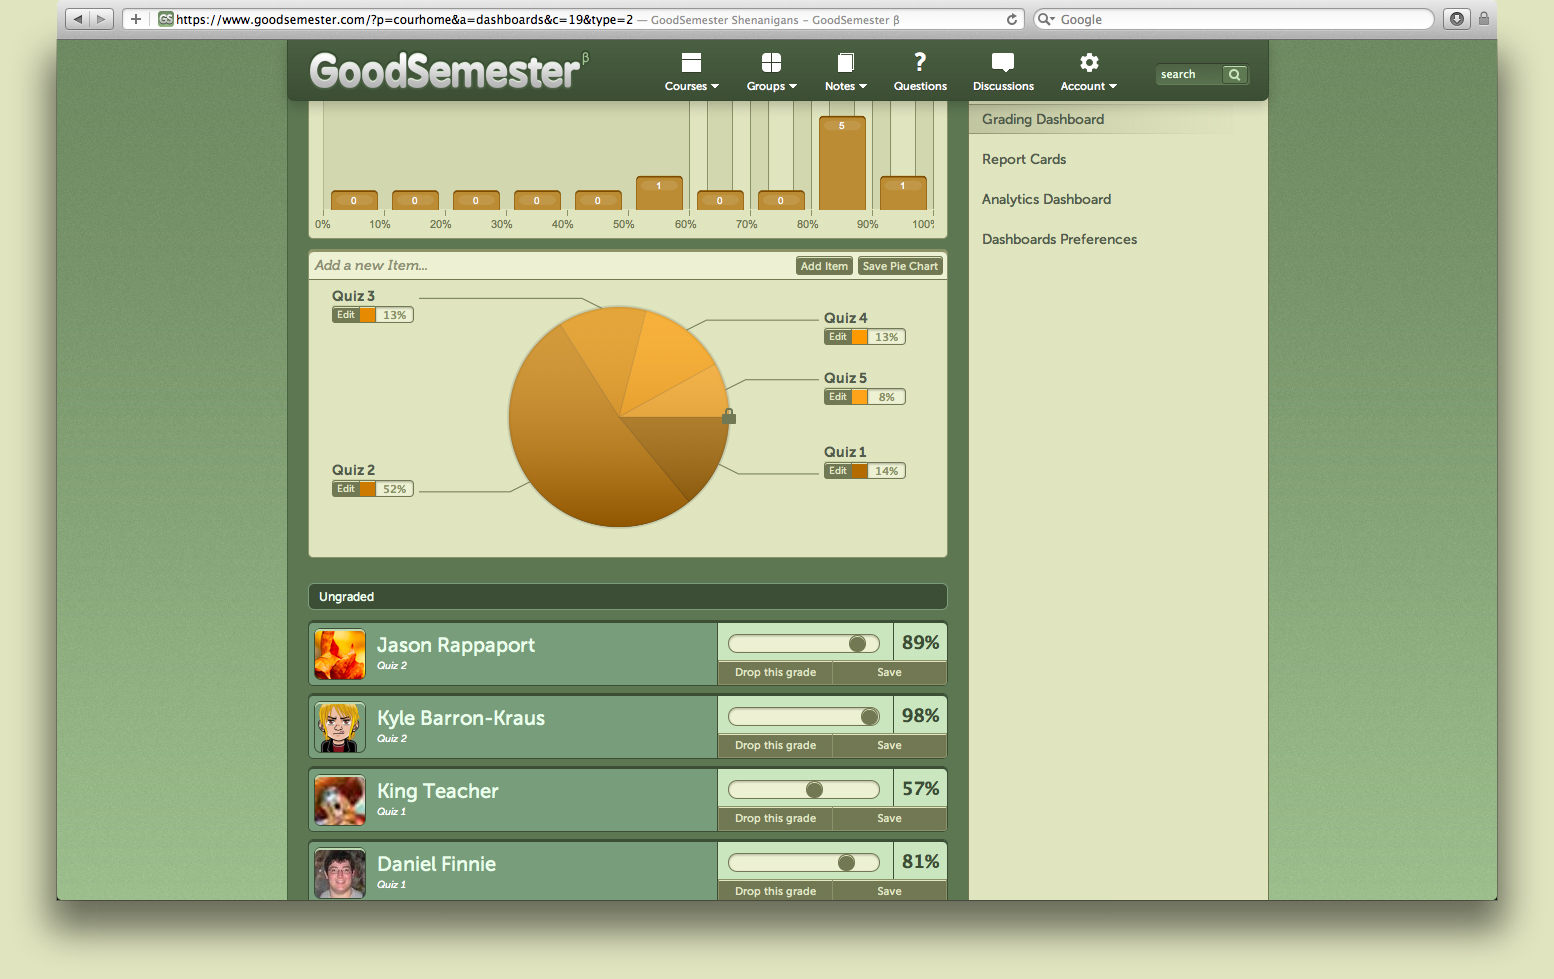 GS https://www.goodsemester.com/?p=courhome&a=dashboards&c=19&type=2 — GoodSemester Shenanigans – GoodSemester β
Google
GoodSemester β
Courses
Groups
Notes
? Questions
Discussions
Account
search
5
0
0
0
0
0
1
0
0
1
0%
10%
20%
30%
40%
50%
60%
70%
80%
90%
100%
Grading Dashboard
Report Cards
Analytics Dashboard
Dashboards Preferences
Add a new Item...
Add Item
Save Pie Chart
Quiz 3
Edit 13%
Quiz 4
Edit 13%
Quiz 5
Edit 8%
Quiz 1
Edit 14%
Quiz 2
Edit 52%
Ungraded
Jason Rappaport
Quiz 2
89%
Drop this grade
Save
Kyle Barron-Kraus
Quiz 2
98%
Drop this grade
Save
King Teacher
Quiz 1
57%
Drop this grade
Save
Daniel Finnie
Quiz 1
81%
Drop this grade
Save